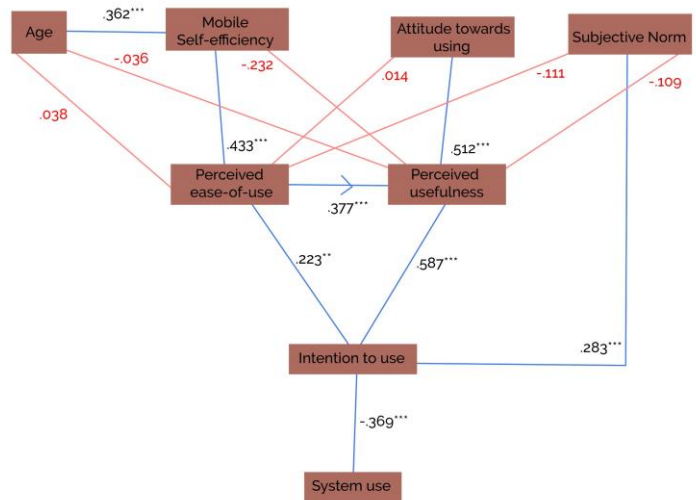 Age
.362***
Mobile
Self-efficiency
Attitude towards
using
Subjective Norm
-.036
-.232
.014
-.111
-.109
.038
.433***
.512***
Perceived
ease-of-use
Perceived
usefulness
.377***
.223**
.587***
Intention to use
.283***
-.369***
System use